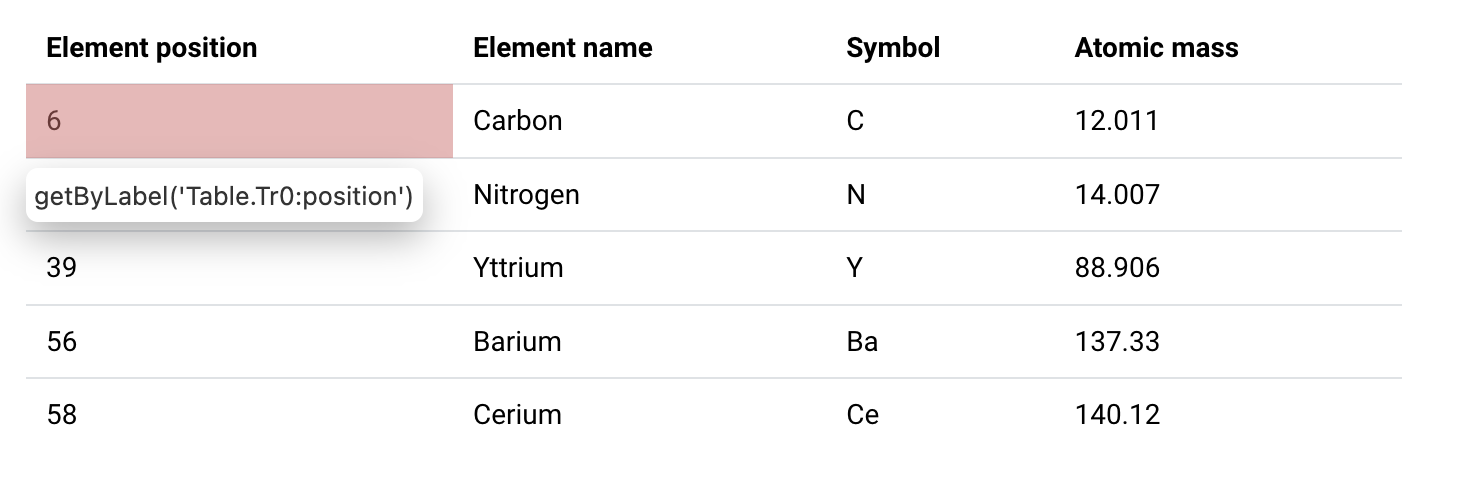 Element position Element name Symbol Atomic mass
6 Carbon C 12.011
getByLabel('Table.Tr0:position') Nitrogen N 14.007
39 Yttrium Y 88.906
56 Barium Ba 137.33
58 Cerium Ce 140.12